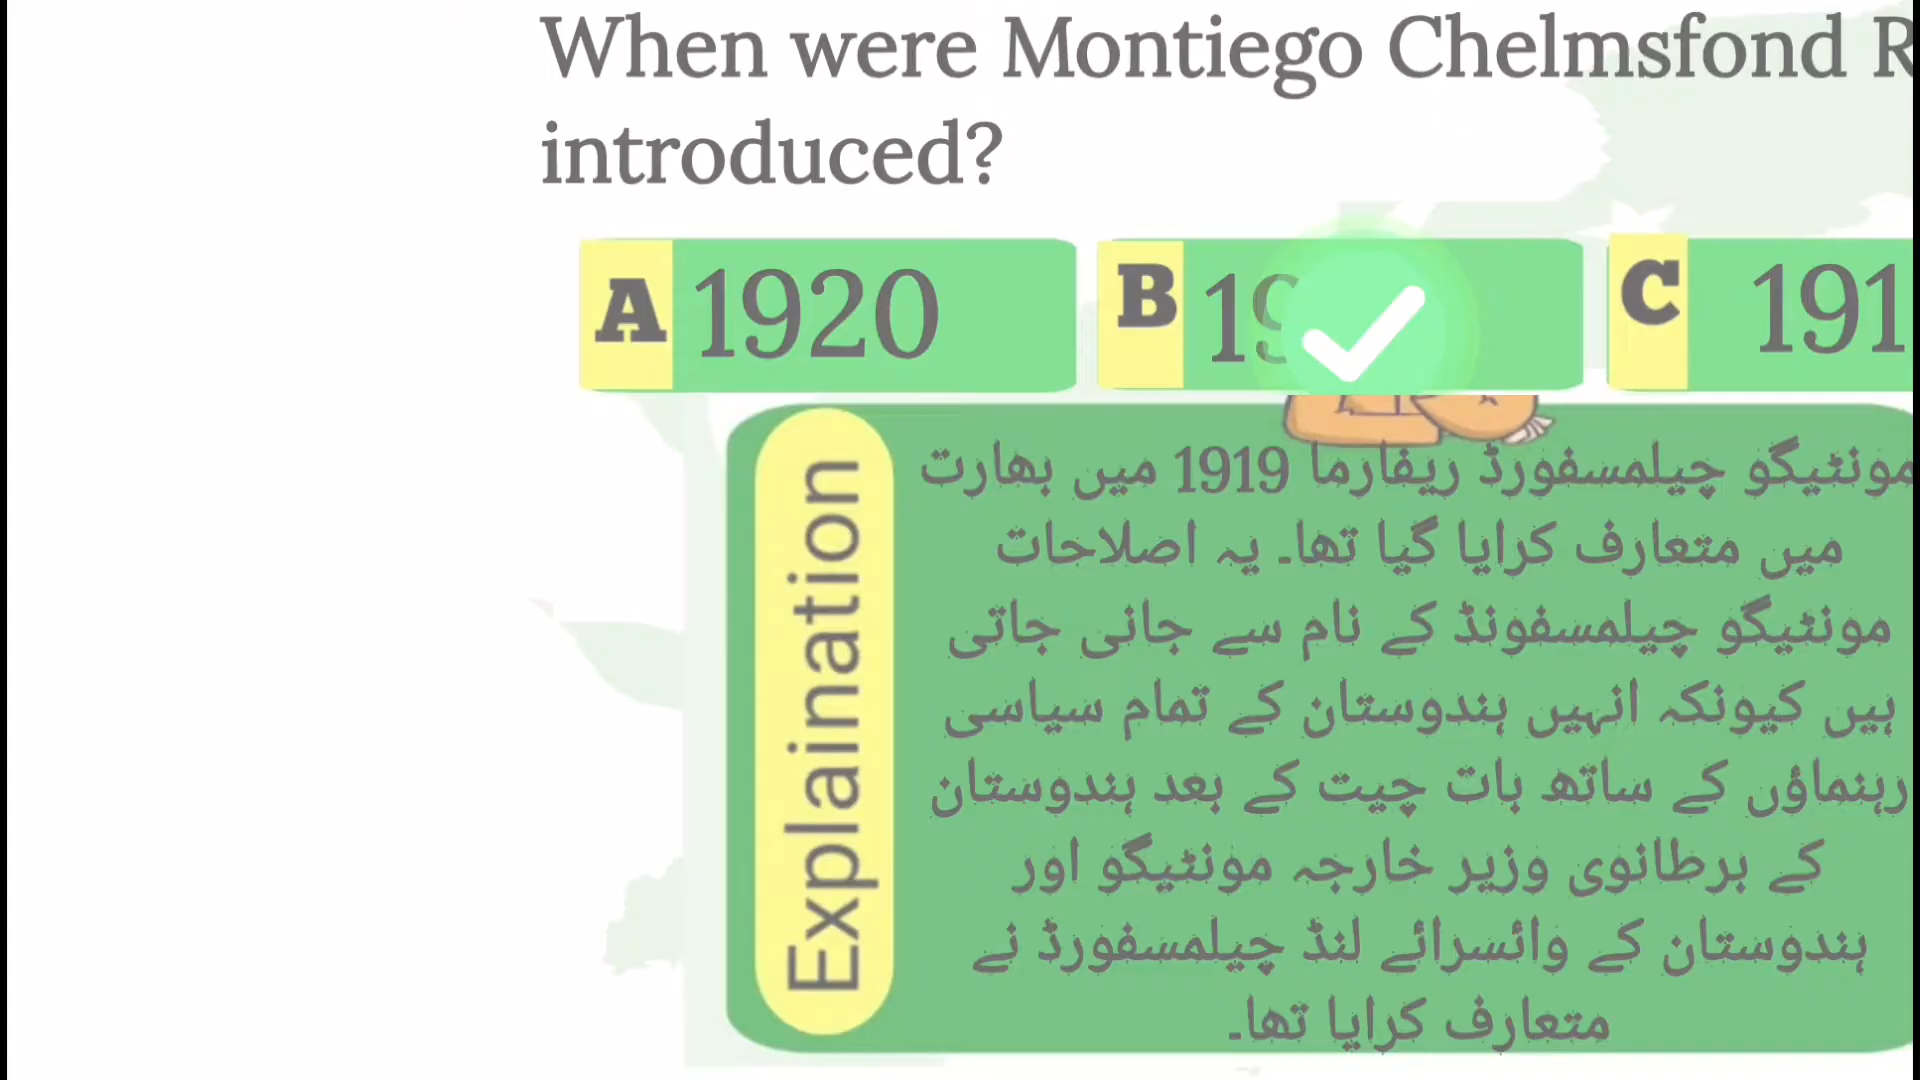 When were Montiego Chelmsfond
introduced?
A 1920
B
C 191
Explaination
مونٹیگو چیلمسفورڈ ریفارما 1919 میں بھارت
میں متعارف کرایا گیا تھا۔ یہ اصلاحات
مونٹیگو چیلمسفونڈ کے نام سے جانی جاتی
ہیں کیونکہ انہیں ہندوستان کے تمام سیاسی
رہنماؤں کے ساتھ بات چیت کے بعد ہندوستان
کے برطانوی وزیر خارجہ مونٹیگو اور
ہندوستان کے وائسرائے لنڈ چیلمسفورڈ نے
متعارف کرایا تھا۔